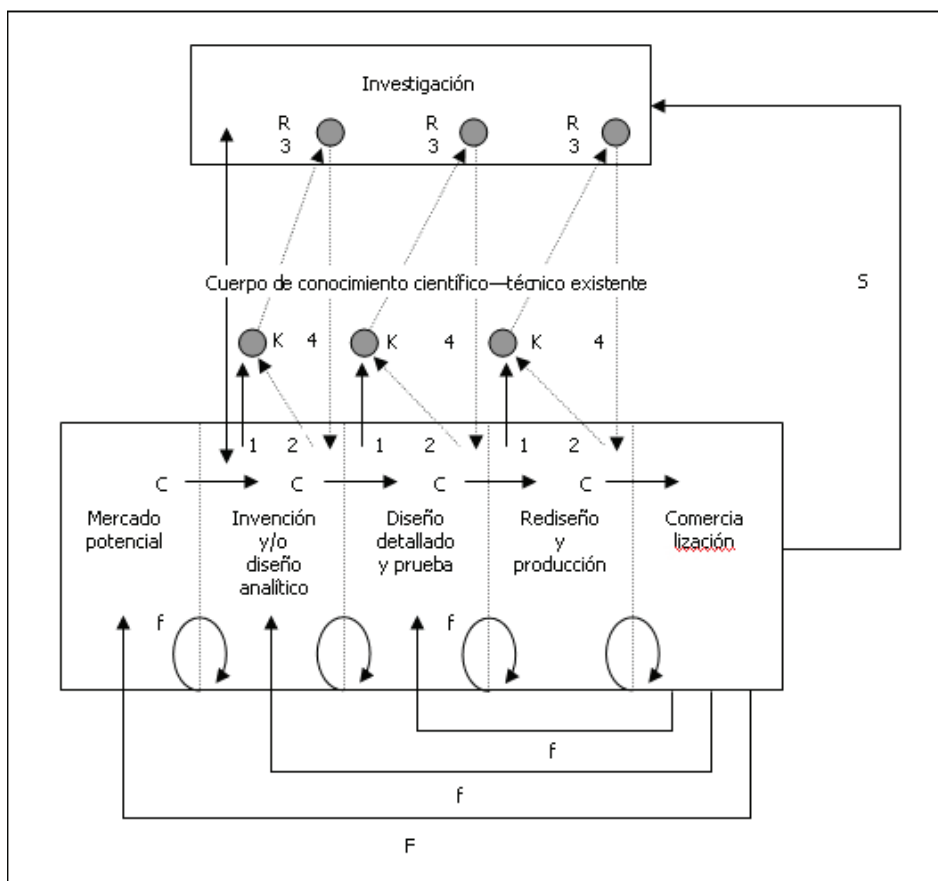 Investigación
R R R
3 3 3
Cuerpo de conocimiento científico—técnico existente
S
K 4 K 4 K 4
1 2 1 2 1 2
C C C C
Mercado
potencial
Invención
y/o
diseño
analítico
Diseño
detallado
y prueba
Rediseño
y
producción
Comercia
lización
f f
f
f
F